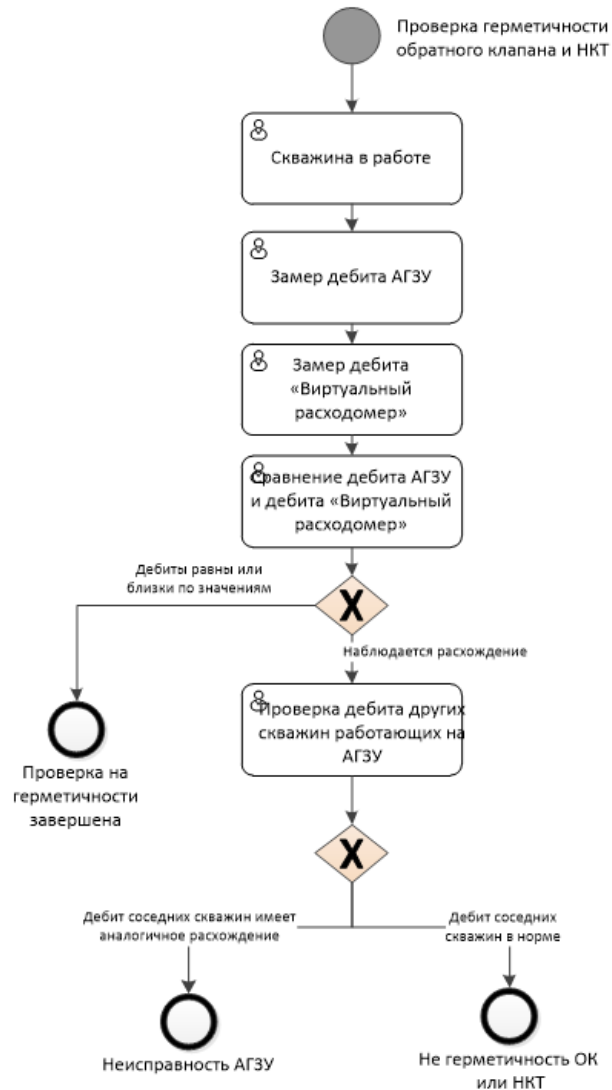 Проверка герметичности
обратного клапана и НКТ
Скважина в работе
Замер дебита АГЗУ
Замер дебита
«Виртуальный
расходомер»
Сравнение дебита АГЗУ
и дебита «Виртуальный
расходомер»
Дебиты равны или
близки по значениям
X
Наблюдается расхождение
Проверка дебита других
скважин работающих на
АГЗУ
Проверка на
герметичности
завершена
X
Дебит соседних скважин имеет
аналогичное расхождение
Дебит соседних
скважин в норме
Неисправность АГЗУ
Не герметичность ОК
или НКТ